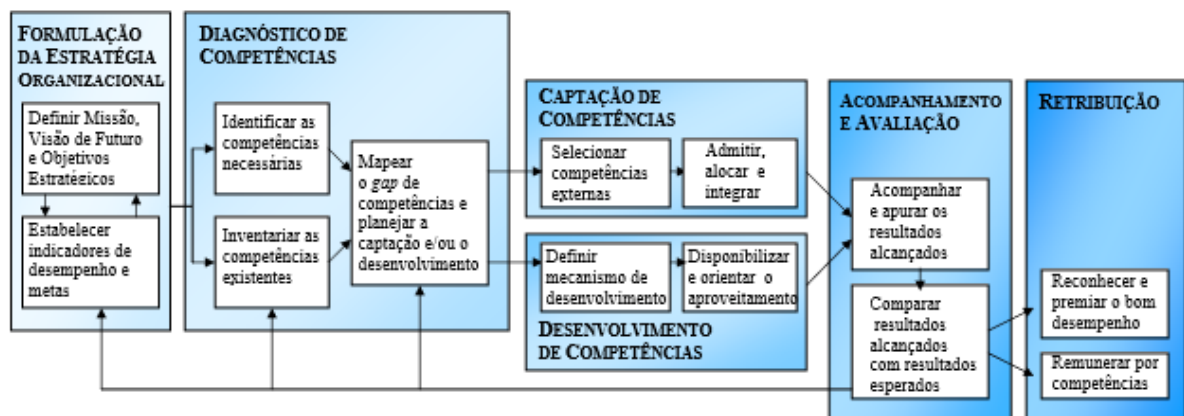 FORMULAÇÃO
DA ESTRATÉGIA
ORGANIZACIONAL
Definir Missão,
Visão de Futuro
e Objetivos
Estratégicos
Estabelecer
indicadores de
desempenho e
metas
DIAGNÓSTICO DE
COMPETÊNCIAS
Identificar as
competências
necessárias
Inventariar as
competências
existentes
Mapear
o gap de
competências e
planejar a
captação e/ou o
desenvolvimento
CAPTAÇÃO DE
COMPETÊNCIAS
Selecionar
competências
externas
Admitir,
alocar e
integrar
Definir
mecanismo de
desenvolvimento
Disponibilizar
e orientar o
aproveitamento
DESENVOLVIMENTO
DE COMPETÊNCIAS
ACOMPANHAMENTO
E AVALIAÇÃO
Acompanhar
e apurar os
resultados
alcançados
Comparar
resultados
alcançados
com resultados
esperados
RETRIBUIÇÃO
Reconhecer e
premiar o bom
desempenho
Remunerar por
competências